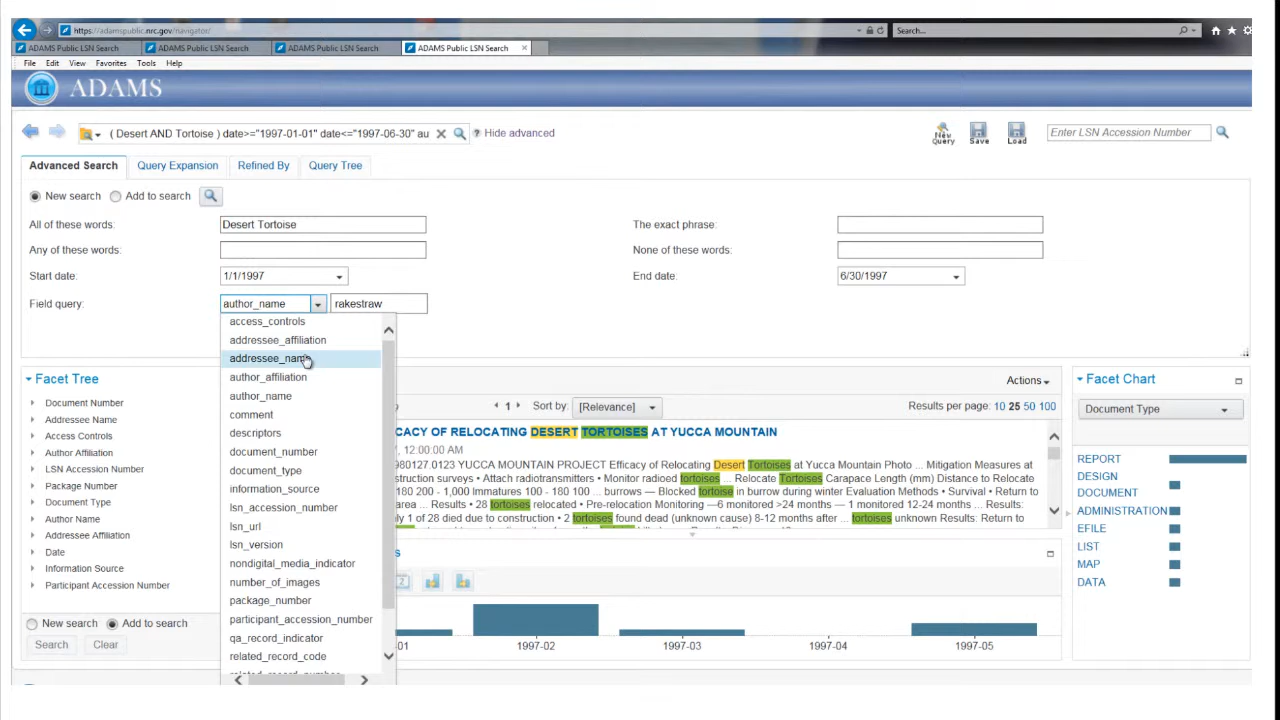 https://adamspublic.nrc.gov/navigator/
Search...
ADAMS Public LSN Search
ADAMS Public LSN Search
ADAMS Public LSN Search
ADAMS Public LSN Search
File Edit View Favorites Tools Help
ADAMS
( Desert AND Tortoise ) date>="1997-01-01" date<="1997-06-30" au
? Hide advanced
New Query
Save
Load
Enter LSN Accession Number
Advanced Search
Query Expansion
Refined By
Query Tree
New search
Add to search
All of these words:
Desert Tortoise
The exact phrase:
Any of these words:
None of these words:
Start date:
1/1/1997
End date:
6/30/1997
Field query:
author_name
rakestraw
access_controls
addressee_affiliation
addressee_name
author_affiliation
author_name
comment
descriptors
document_number
document_type
information_source
lsn_accession_number
lsn_url
lsn_version
nondigital_media_indicator
number_of_images
package_number
participant_accession_number
qa_record_indicator
related_record_code
related_record_number
Facet Tree
Document Number
Addressee Name
Access Controls
Author Affiliation
LSN Accession Number
Package Number
Document Type
Author Name
Addressee Affiliation
Date
Information Source
Participant Accession Number
New search
Add to search
Search
Clear
Actions
1
Sort by:
[Relevance]
Results per page: 10 25 50 100
CACY OF RELOCATING DESERT TORTOISES AT YUCCA MOUNTAIN
, 12:00:00 AM
980127.0123 YUCCA MOUNTAIN PROJECT Efficacy of Relocating Desert Tortoises at Yucca Mountain Photo ... Mitigation Measures at
onstruction surveys • Attach radiotransmitters • Relocate Tortoises Carapace Length (mm) Distance to Relocate
180 200 - 1,000 Immatures 100 - 180 100 ... burrows — Blocked tortoise in burrow during winter Evaluation Methods • Survival • Return to
Results: • 28 tortoises relocated • Pre-relocation Monitoring —6 monitored >24 months — 1 monitored 12-24 months
ly 1 of 28 died due to construction • 2 tortoises found dead (unknown cause) 8-12 months after ... tortoises unknown Results: Return to
s
-01
1997-02
1997-03
1997-04
1997-05
Facet Chart
Document Type
REPORT
DESIGN
DOCUMENT
ADMINISTRATION
EFILE
LIST
MAP
DATA